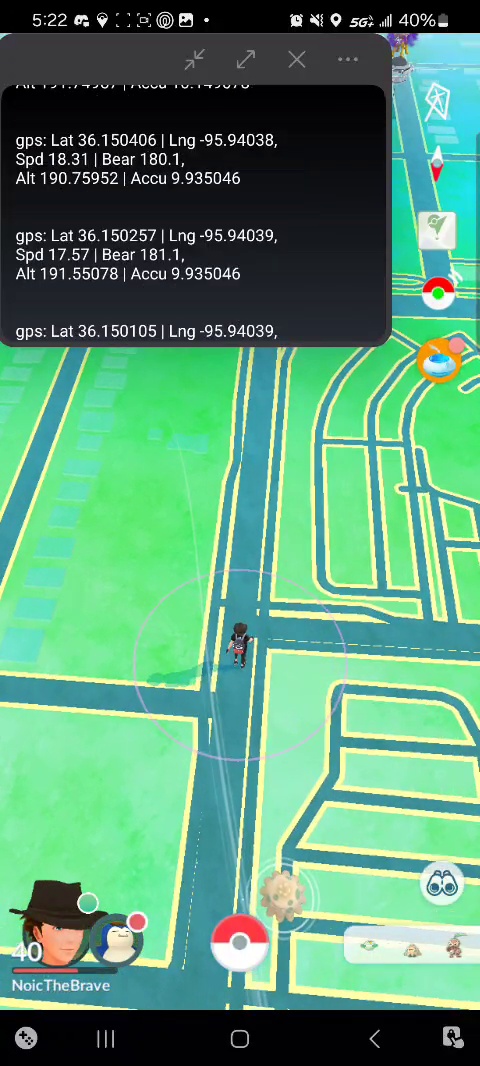 5:22
5G+
40%
Alt 191.74987 | Accu 10.149078
gps: Lat 36.150406 | Lng -95.94038,
Spd 18.31 | Bear 180.1,
Alt 190.75952 | Accu 9.935046
gps: Lat 36.150257 | Lng -95.94039,
Spd 17.57 | Bear 181.1,
Alt 191.55078 | Accu 9.935046
gps: Lat 36.150105 | Lng -95.94039,
N
40
NoicTheBrave